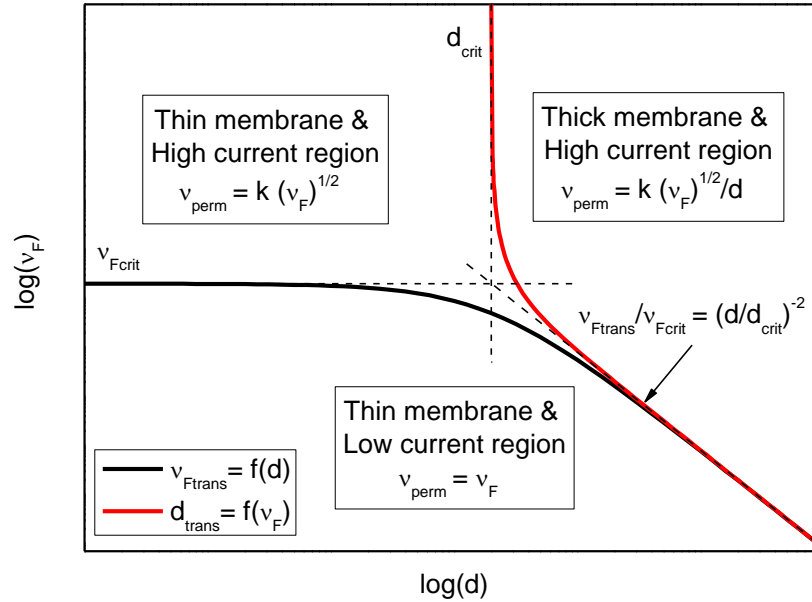 d_crit
Thin membrane &
High current region
ν_perm = k (ν_F)^1/2
Thick membrane &
High current region
ν_perm = k (ν_F)^1/2/d
log(ν_F)
ν_Fcrit
ν_Ftrans/ν_Fcrit = (d/d_crit)^-2
Thin membrane &
Low current region
ν_perm = ν_F
ν_Ftrans = f(d)
d_trans = f(ν_F)
log(d)